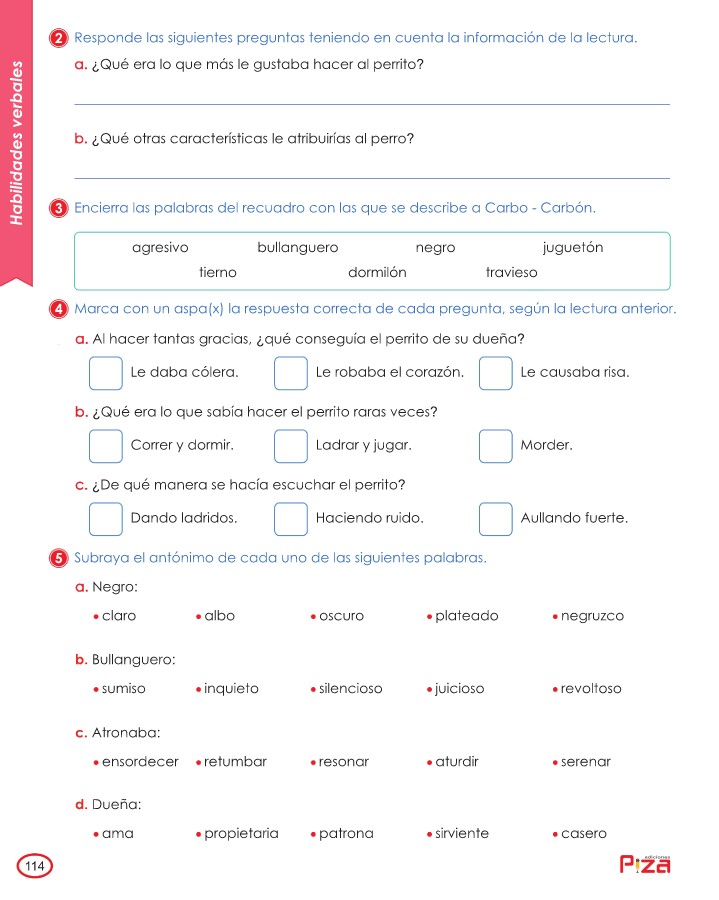 Habilidades verbales
2 Responde las siguientes preguntas teniendo en cuenta la información de la lectura.
a. ¿Qué era lo que más le gustaba hacer al perrito?
b. ¿Qué otras características le atribuirías al perro?
3 Encierra las palabras del recuadro con las que se describe a Carbo - Carbón.
agresivo bullanguero negro juguetón
tierno dormilón travieso
4 Marca con un aspa(x) la respuesta correcta de cada pregunta, según la lectura anterior.
a. Al hacer tantas gracias, ¿qué conseguía el perrito de su dueña?
Le daba cólera. Le robaba el corazón. Le causaba risa.
b. ¿Qué era lo que sabía hacer el perrito raras veces?
Correr y dormir. Ladrar y jugar. Morder.
c. ¿De qué manera se hacía escuchar el perrito?
Dando ladridos. Haciendo ruido. Aullando fuerte.
5 Subraya el antónimo de cada uno de las siguientes palabras.
a. Negro:
• claro • albo • oscuro • plateado • negruzco
b. Bullanguero:
• sumiso • inquieto • silencioso • juicioso • revoltoso
c. Atronaba:
• ensordecer • retumbar • resonar • aturdir • serenar
d. Dueña:
• ama • propietaria • patrona • sirviente • casero
114
ediciones
Piza